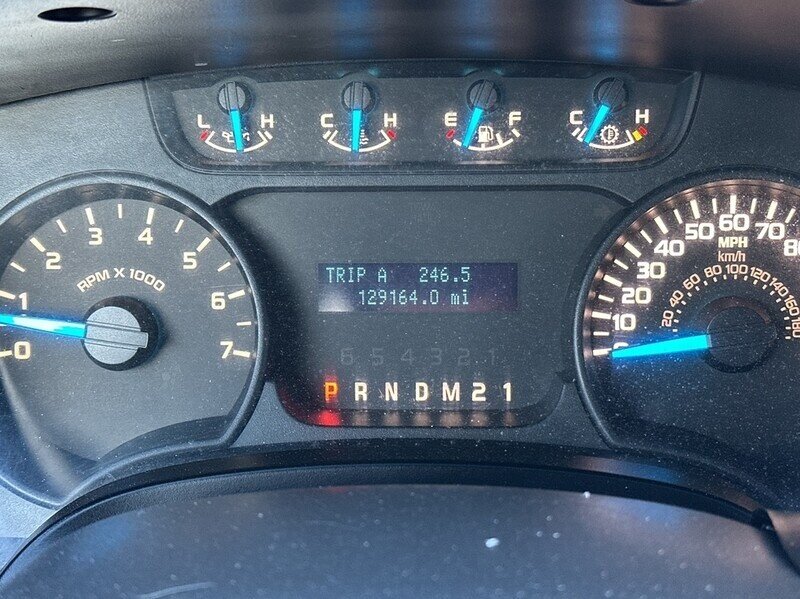 L H C H E F C H
0 1 2 3 4 5 6 7
RPM X 1000
TRIP A 246.5
129164.0 mi
6 5 4 3 2 1
P R N D M 2 1
10 20 30 40 50 60 70 80
MPH
km/h
20 40 60 80 100 120 140 160 180